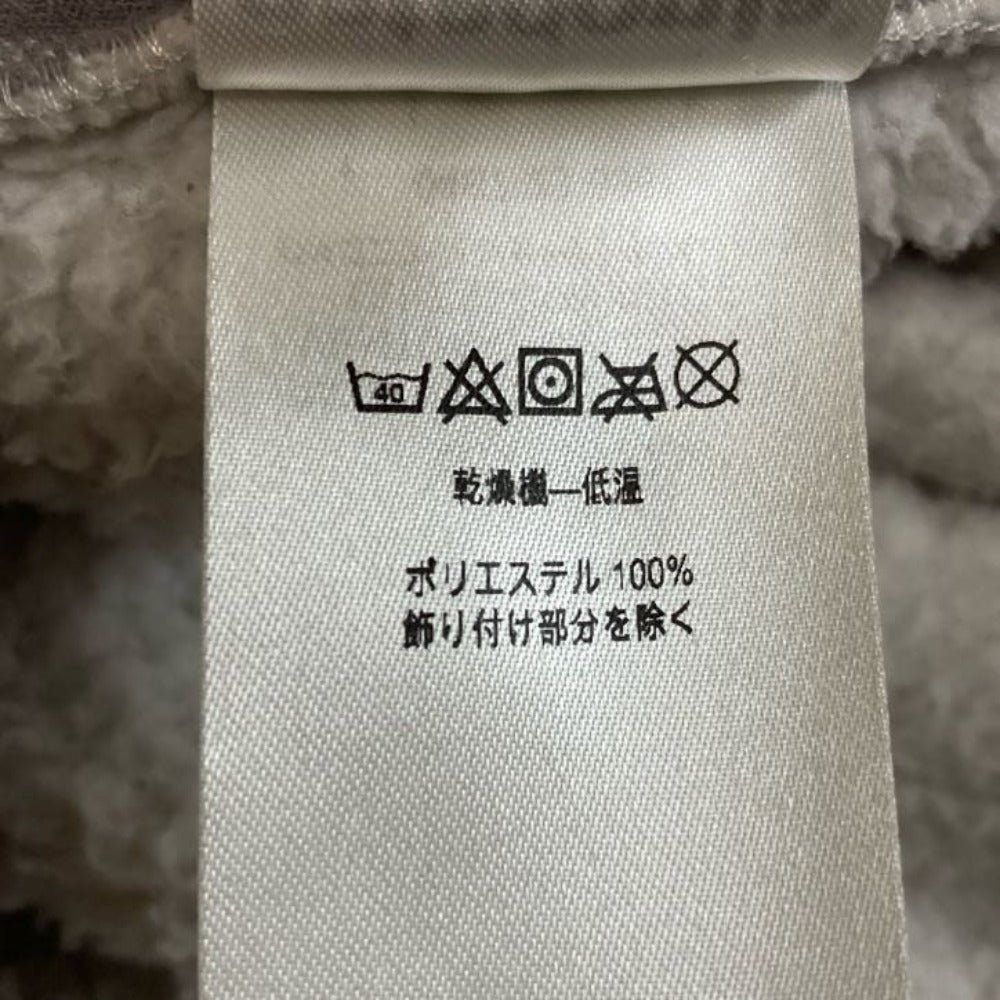 40
乾燥機—低温
ポリエステル 100%
飾り付け部分を除く